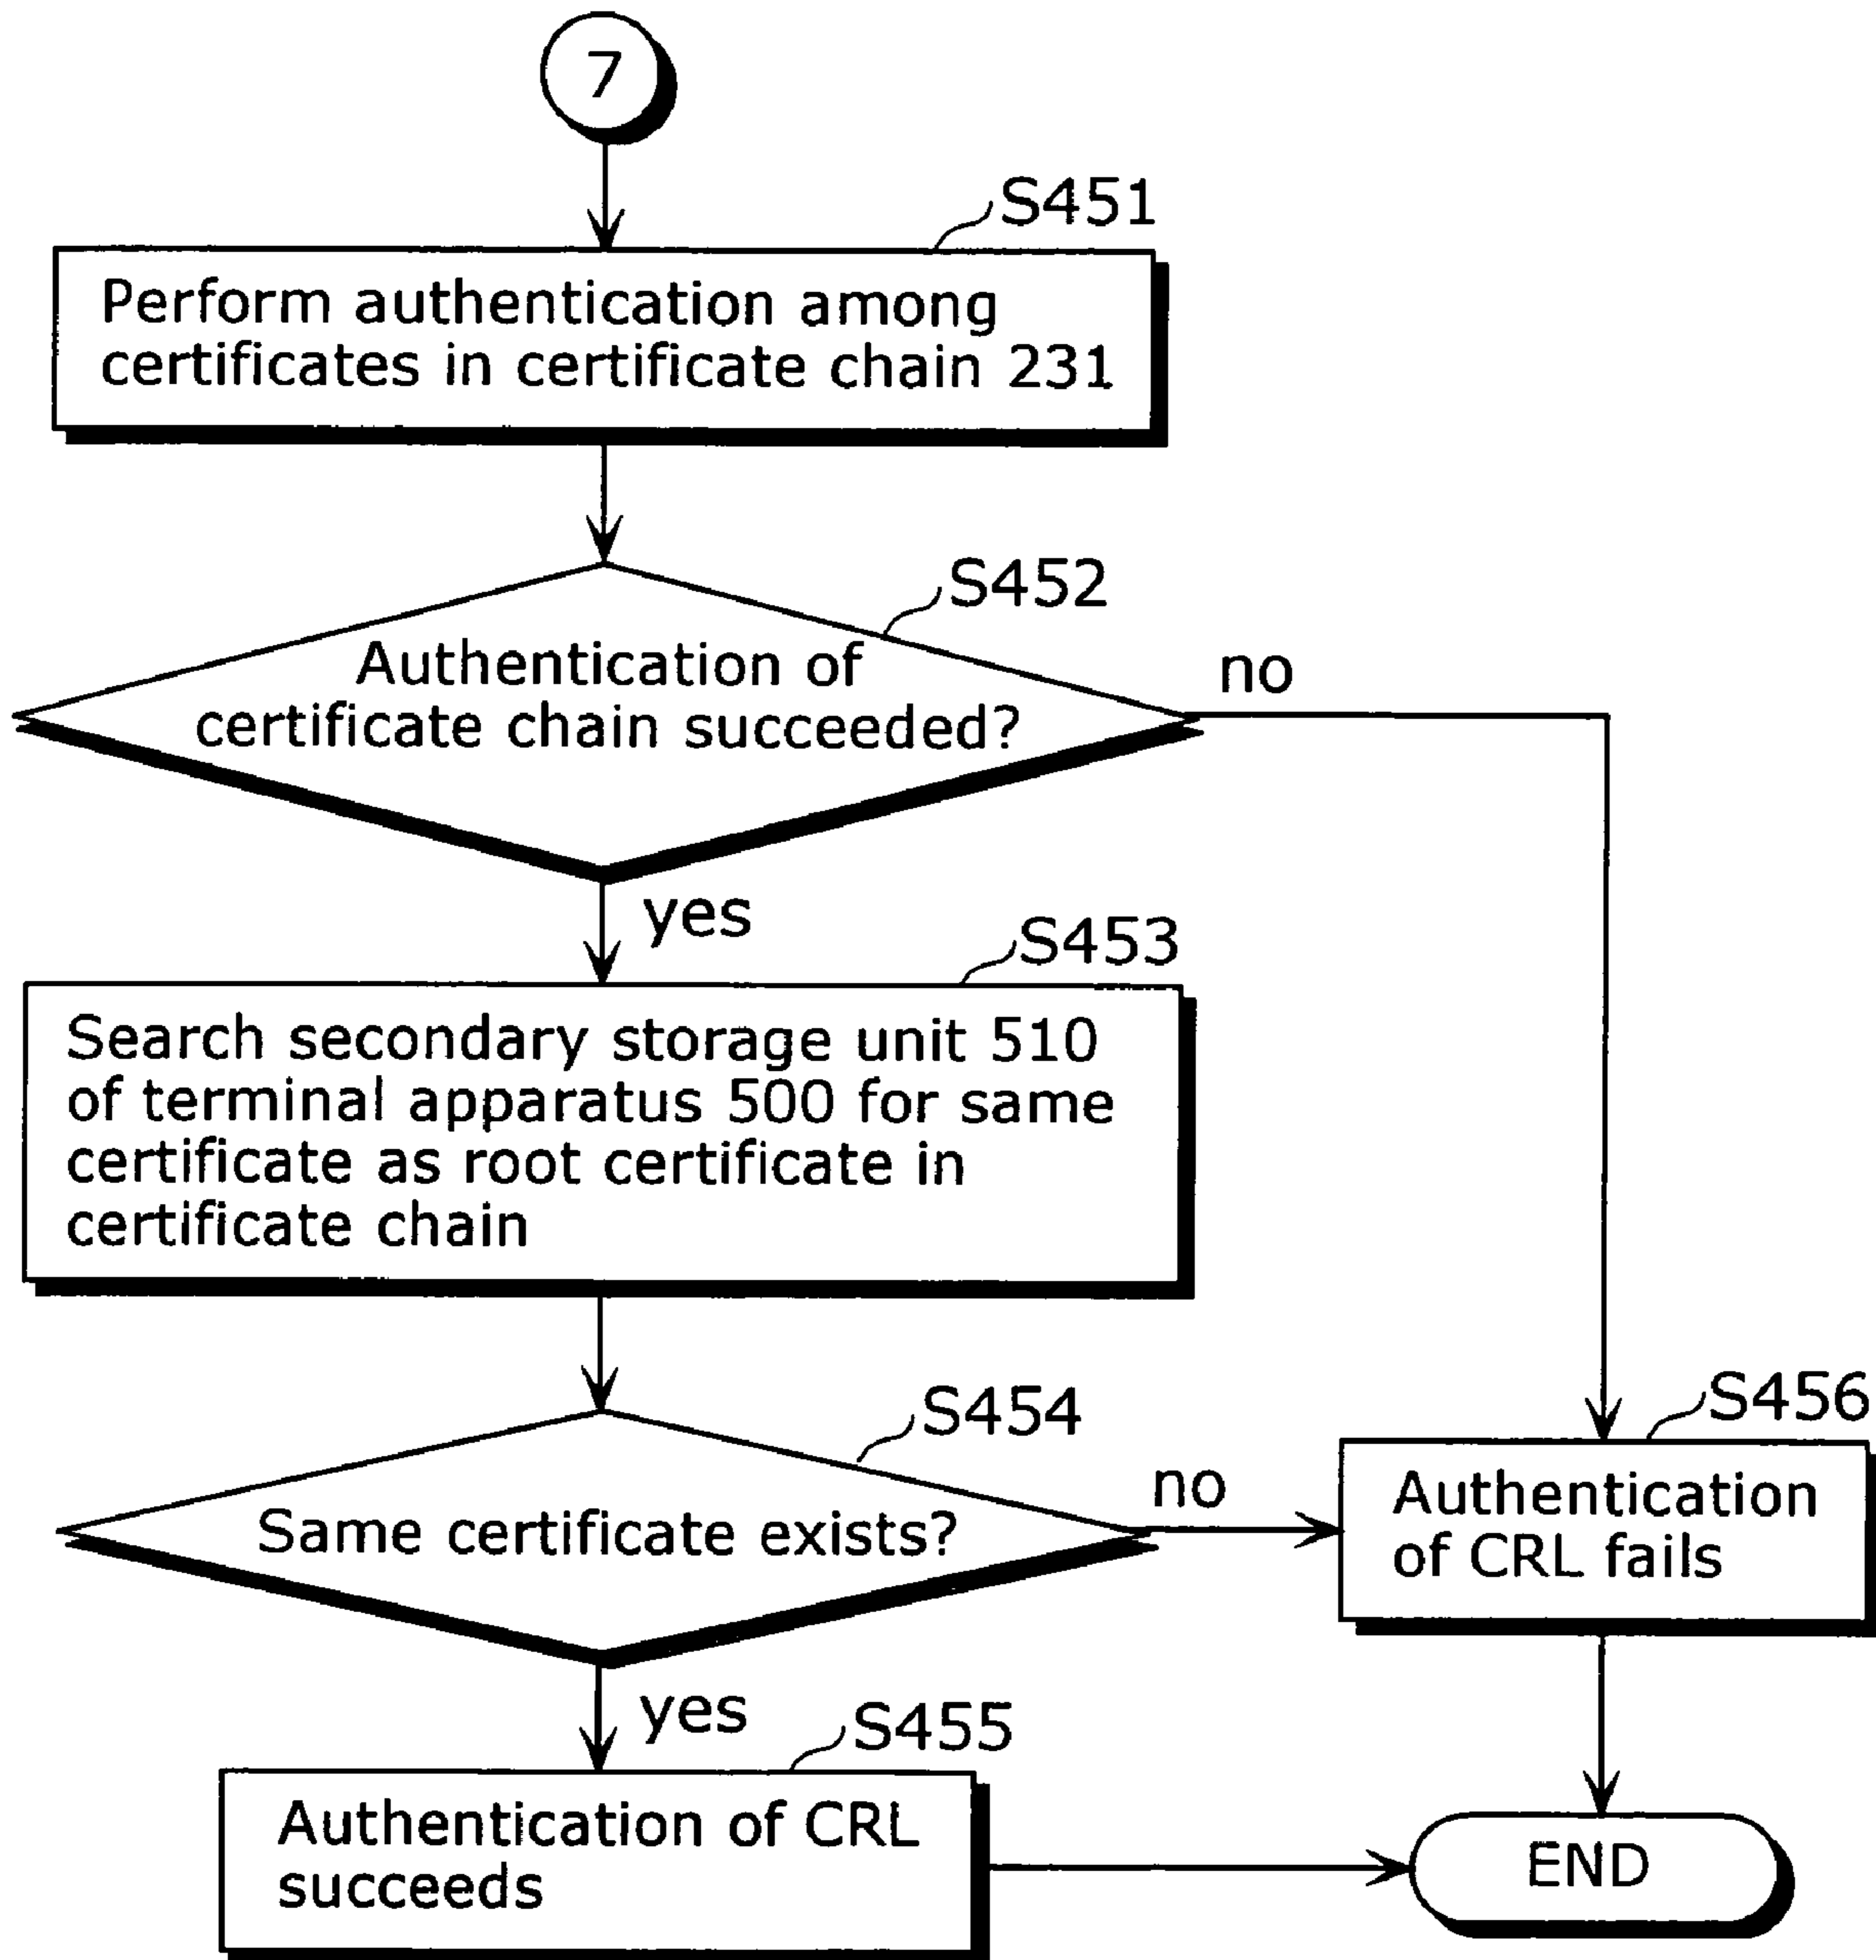 7
S451
Perform authentication among
certificates in certificate chain 231
S452
Authentication of
certificate chain succeeded?
no
yes
S453
Search secondary storage unit 510
of terminal apparatus 500 for same
certificate as root certificate in
certificate chain
S454
Same certificate exists?
no
S456
Authentication
of CRL fails
yes
S455
Authentication of CRL
succeeds
END